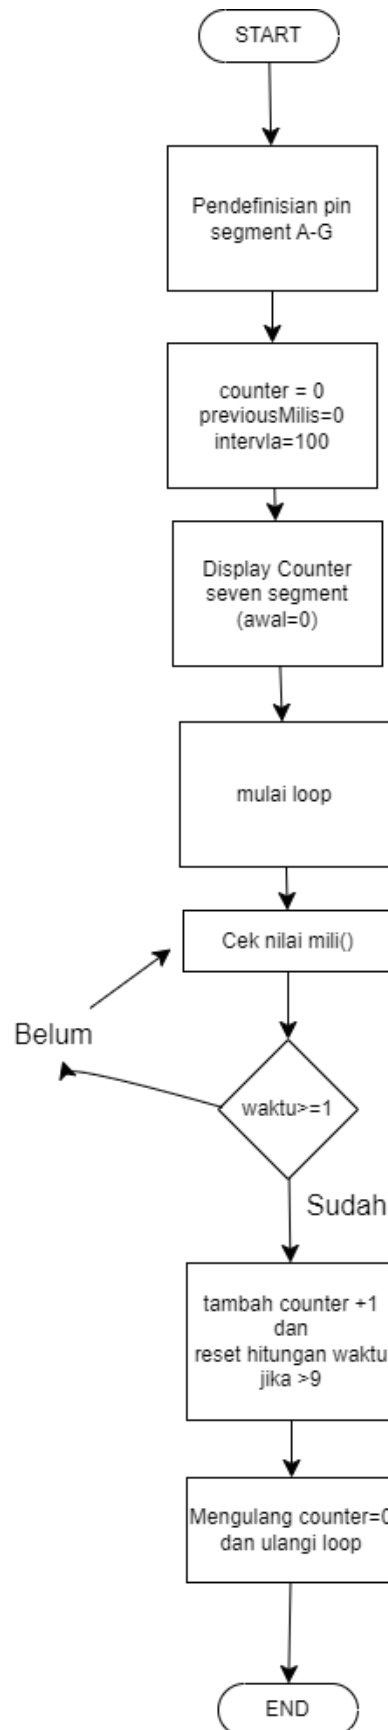 START
Pendefinisian pin
segment A-G
counter = 0
previousMilis=0
intervla=100
Display Counter
seven segment
(awal=0)
mulai loop
Cek nilai mili()
Belum
waktu>=1
Sudah
tambah counter +1
dan
reset hitungan waktu
jika >9
Mengulang counter=0
dan ulangi loop
END